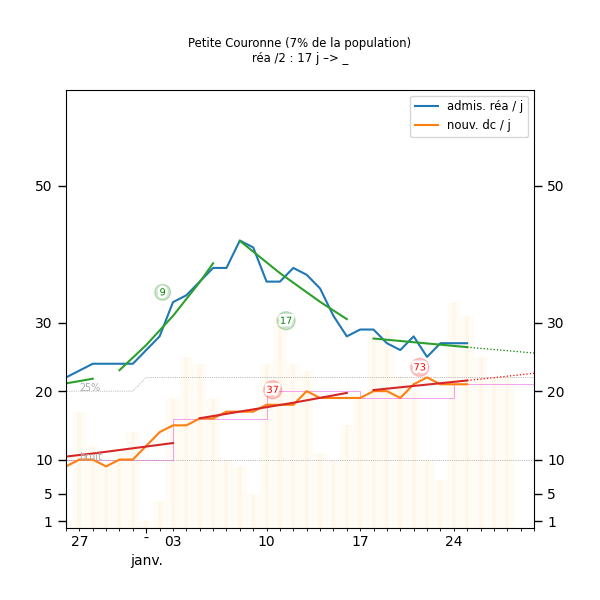 Petite Couronne (7% de la population)
réa /2 : 17 j –> _
admis. réa / j
nouv. dc / j
50 50
30 30
20 20
10 10
5 5
1 1
9
17
37
73
25%
27 - 03 10 17 24
janv.